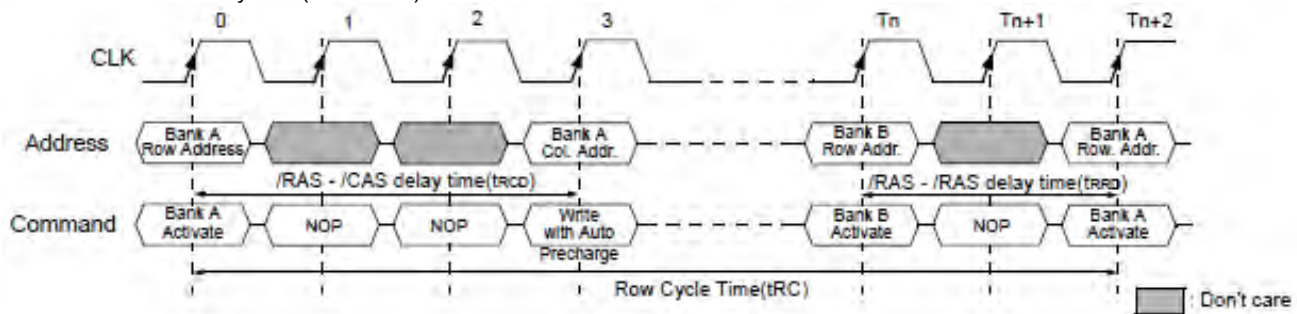 0 1 2 3 Tn Tn+1 Tn+2
CLK
Address
Bank A
Row Address
Bank A
Col. Addr.
Bank B
Row Addr.
Bank A
Row. Addr.
/RAS - /CAS delay time(tRCD)
/RAS - /RAS delay time(tRRD)
Command
Bank A
Activate
NOP
NOP
Write
with Auto
Precharge
Bank B
Activate
NOP
Bank A
Activate
Row Cycle Time(tRC)
: Don't care